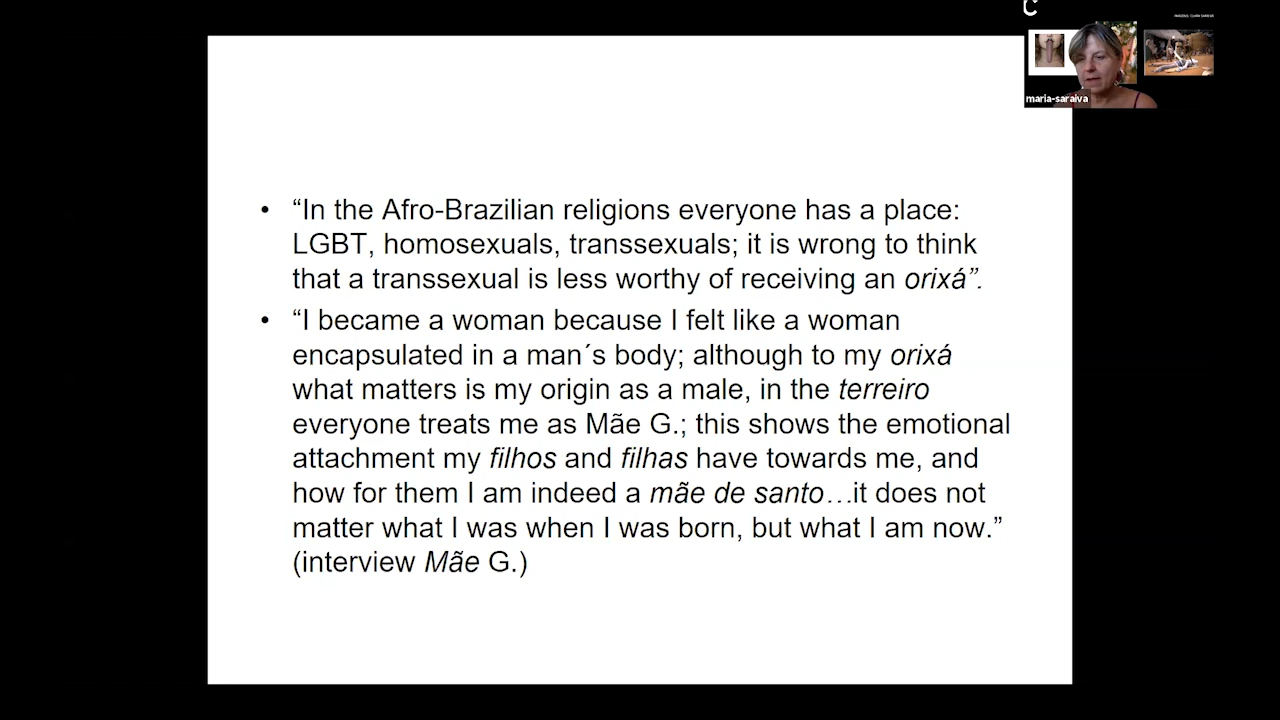 • “In the Afro-Brazilian religions everyone has a place:
LGBT, homosexuals, transsexuals; it is wrong to think
that a transsexual is less worthy of receiving an orixá”.
• “I became a woman because I felt like a woman
encapsulated in a man´s body; although to my orixá
what matters is my origin as a male, in the terreiro
everyone treats me as Mãe G.; this shows the emotional
attachment my filhos and filhas have towards me, and
how for them I am indeed a mãe de santo…it does not
matter what I was when I was born, but what I am now.”
(interview Mãe G.)
maria-saraiva